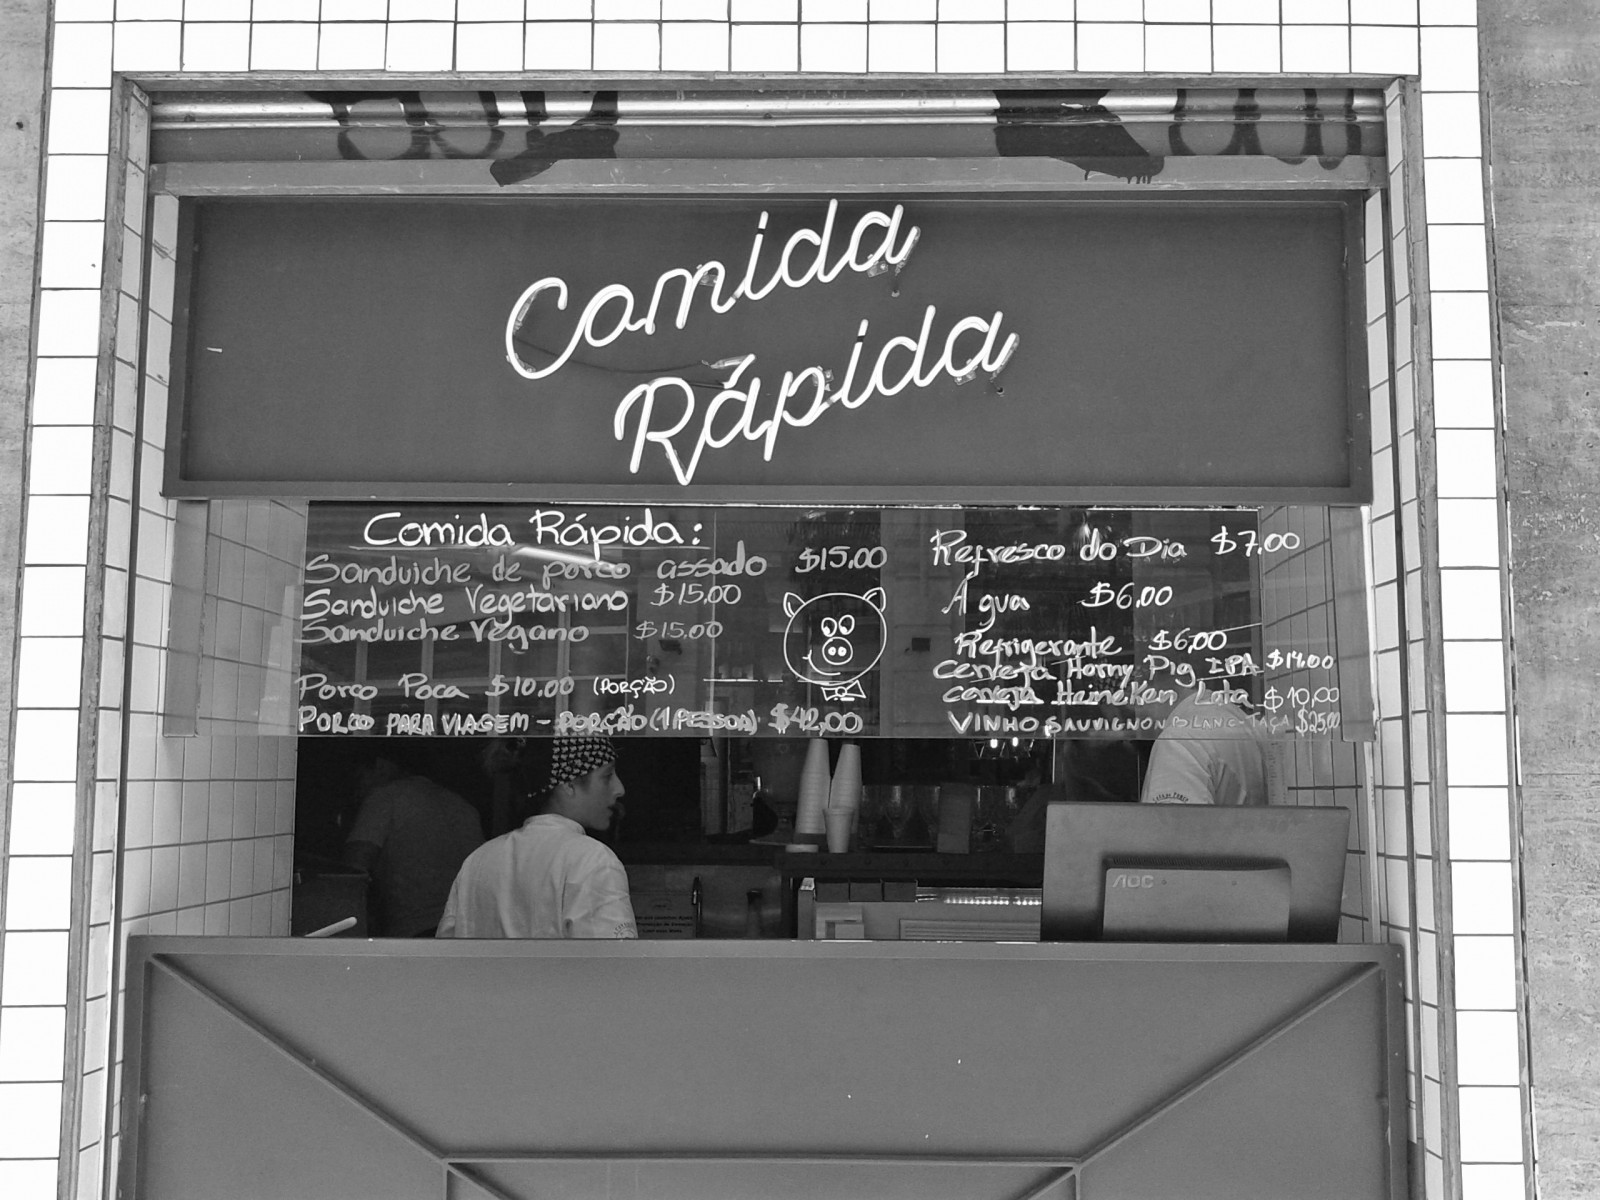 Comida
Rápida
Comida Rápida:
Sanduiche de porco assado $15,00
Sanduiche Vegetariano $15,00
Sanduiche Vegano $15,00
Porco Poca $10,00 (PORÇÃO)
PORCO PARA VIAGEM - PORÇÃO (1 PESSOA) $42,00
Refresco do Dia $7,00
Água $6,00
Refrigerante $6,00
Cerveja Horny Pig IPA $14,00
Cerveja Heineken Lata $10,00
VINHO SAUVIGNON BLANC - TAÇA $25,00
AOC